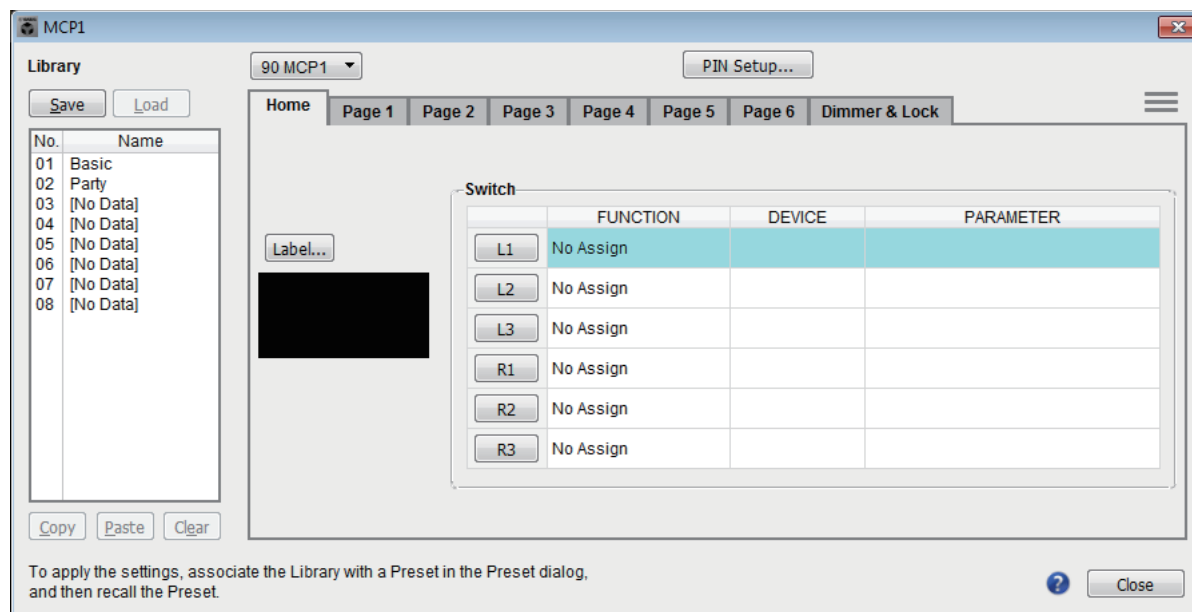 MCP1
Library
90 MCP1
PIN Setup...
Save Load
Home Page 1 Page 2 Page 3 Page 4 Page 5 Page 6 Dimmer & Lock
No. Name
01 Basic
02 Party
03 [No Data]
04 [No Data]
05 [No Data]
06 [No Data]
07 [No Data]
08 [No Data]
Copy Paste Clear
Label...
Switch
FUNCTION DEVICE PARAMETER
L1 No Assign
L2 No Assign
L3 No Assign
R1 No Assign
R2 No Assign
R3 No Assign
To apply the settings, associate the Library with a Preset in the Preset dialog,
and then recall the Preset.
? Close